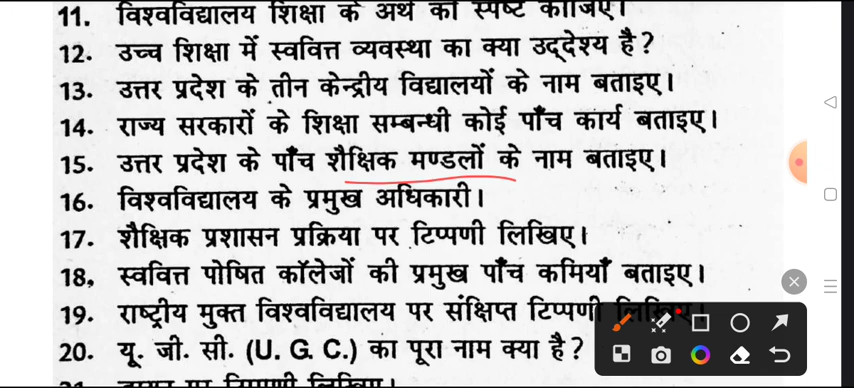 11. विश्वविद्यालय शिक्षा के अर्थ को स्पष्ट कीजिए।
12. उच्च शिक्षा में स्ववित्त व्यवस्था का क्या उद्देश्य है?
13. उत्तर प्रदेश के तीन केन्द्रीय विद्यालयों के नाम बताइए।
14. राज्य सरकारों के शिक्षा सम्बन्धी कोई पाँच कार्य बताइए।
15. उत्तर प्रदेश के पाँच शैक्षिक मण्डलों के नाम बताइए।
16. विश्वविद्यालय के प्रमुख अधिकारी।
17. शैक्षिक प्रशासन प्रक्रिया पर टिप्पणी लिखिए।
18, स्ववित्त पोषित कॉलेजों की प्रमुख पाँच कमियाँ बताइए।
19. राष्ट्रीय मुक्त विश्वविद्यालय पर संक्षिप्त टिप्पणी लिखिए।
20. यू. जी. सी. (U. G. C.) का पूरा नाम क्या है?
पर टिप्पणी लिखिए।